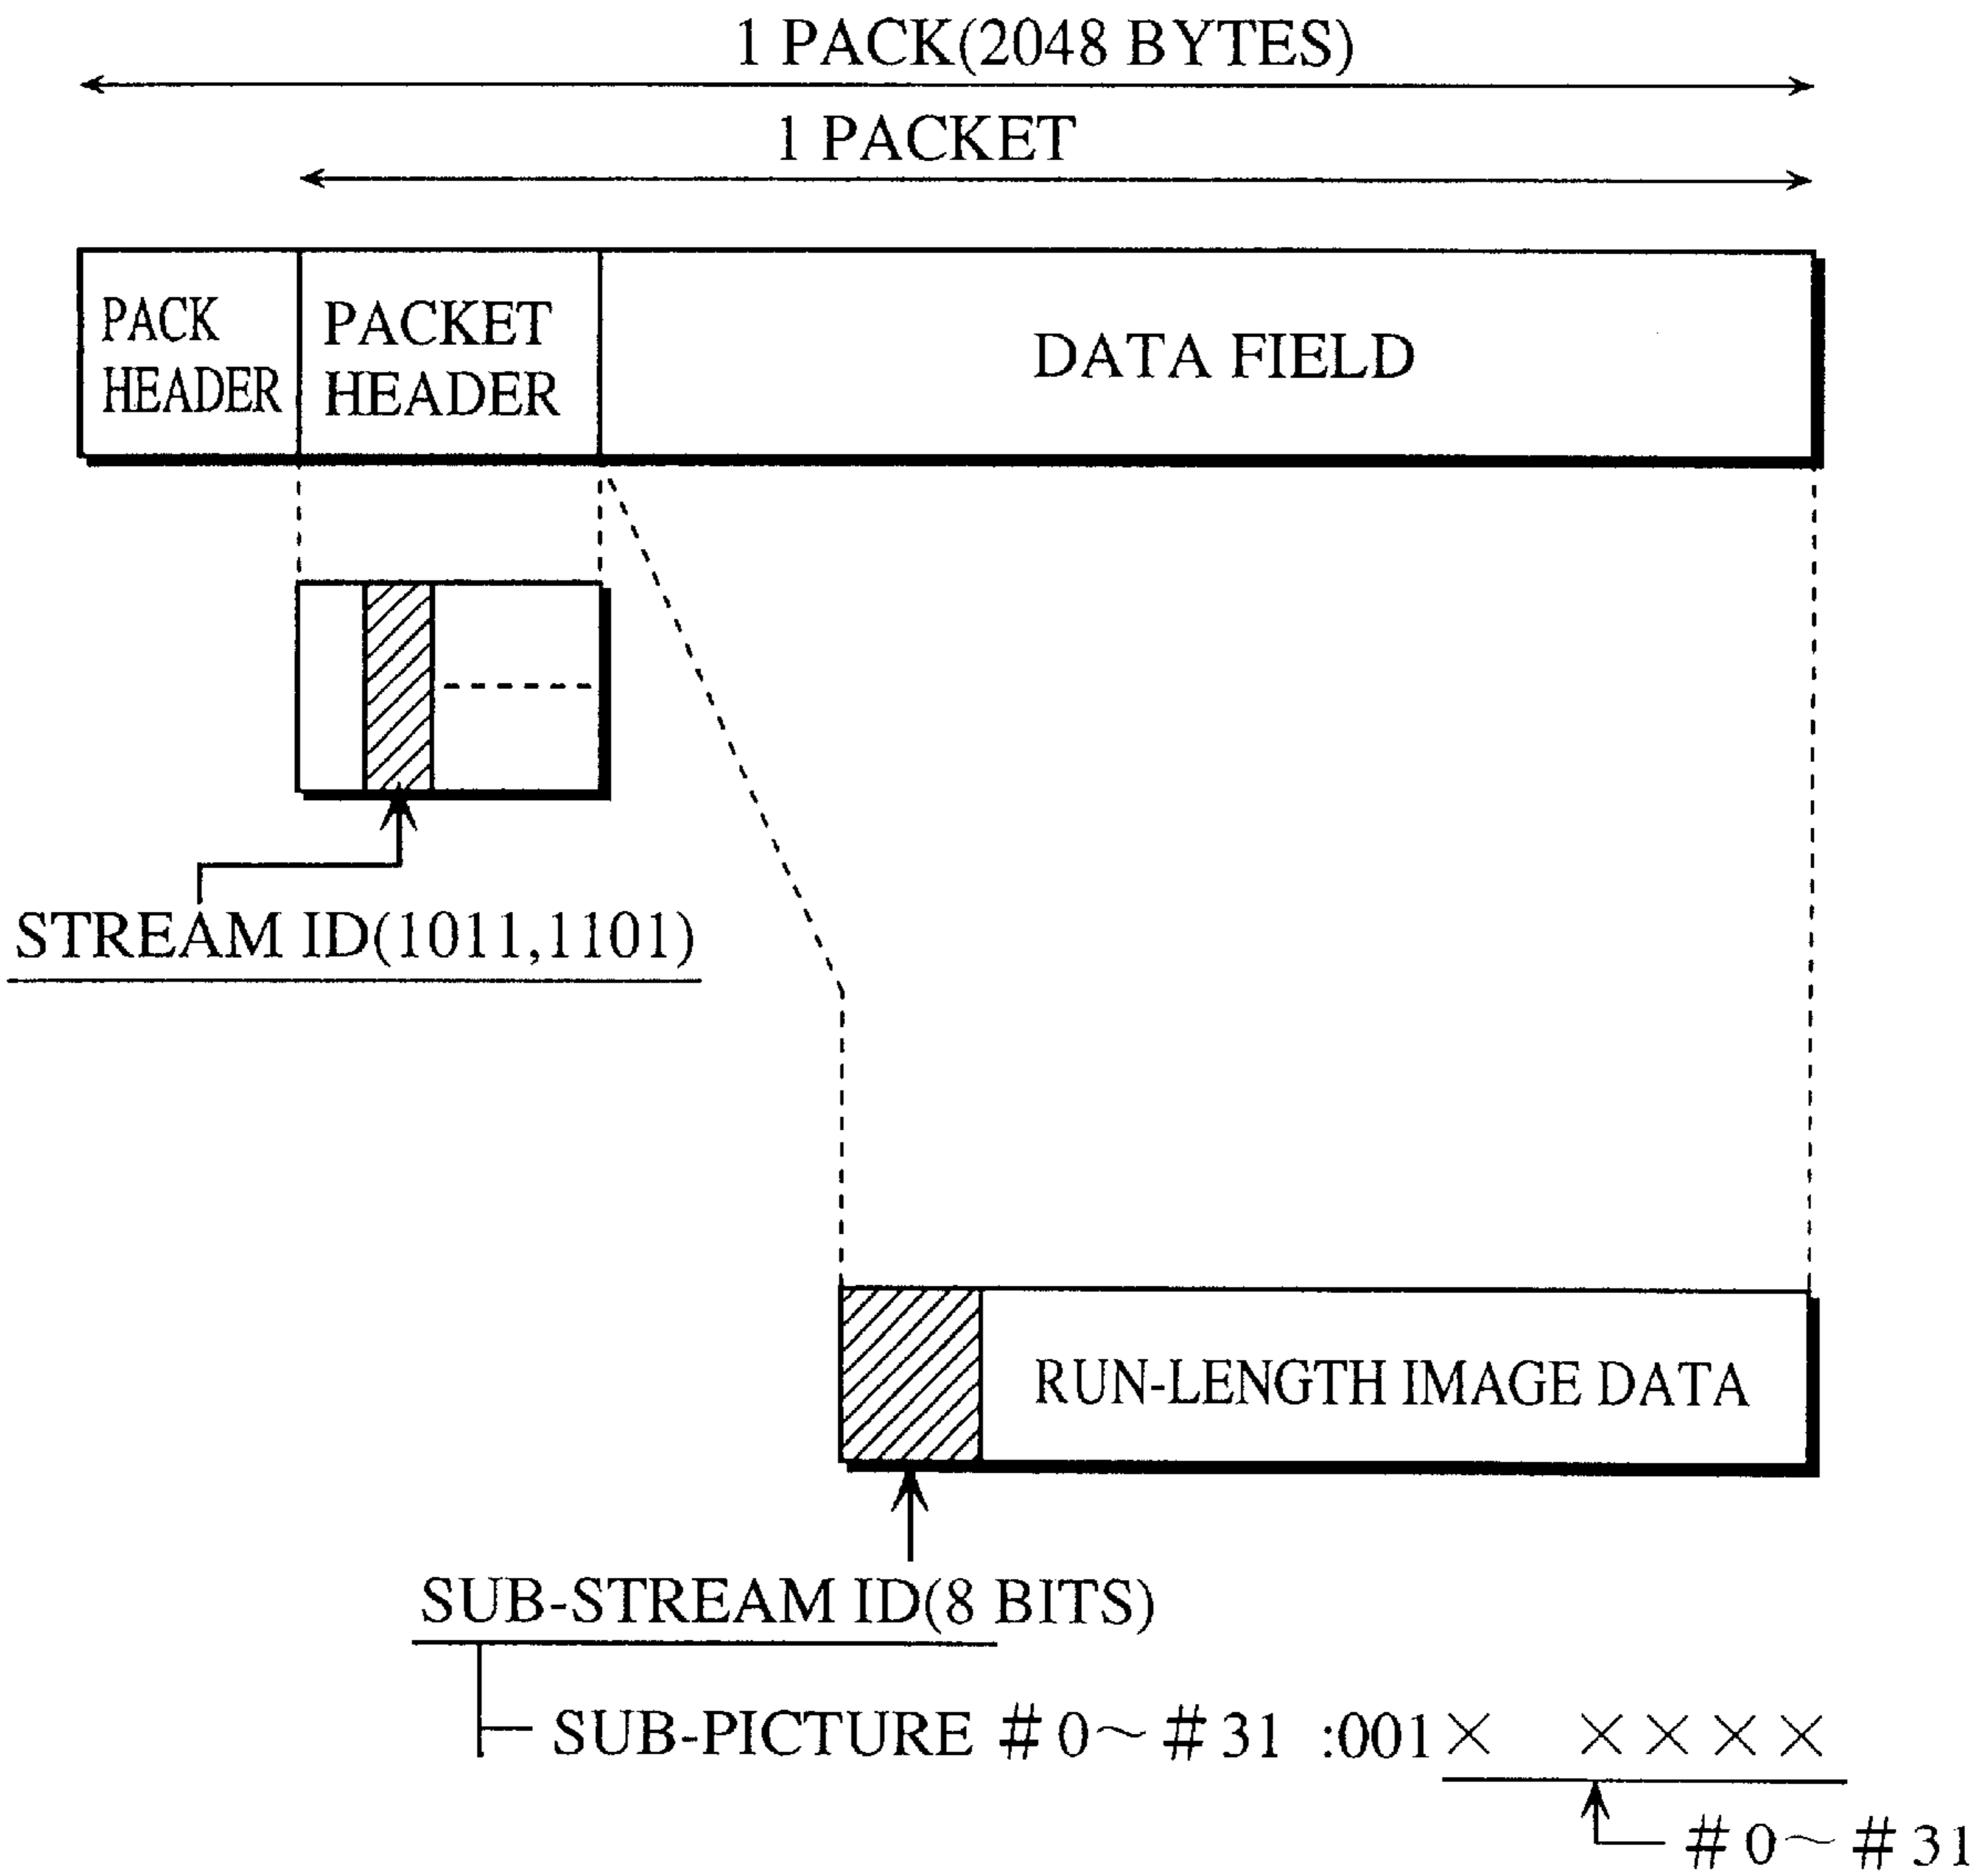 1 PACK(2048 BYTES)
1 PACKET
PACK
HEADER
PACKET
HEADER
DATA FIELD
STREAM ID(1011,1101)
RUN-LENGTH IMAGE DATA
SUB-STREAM ID(8 BITS)
SUB-PICTURE #0~#31 :001× ××××
#0~#31